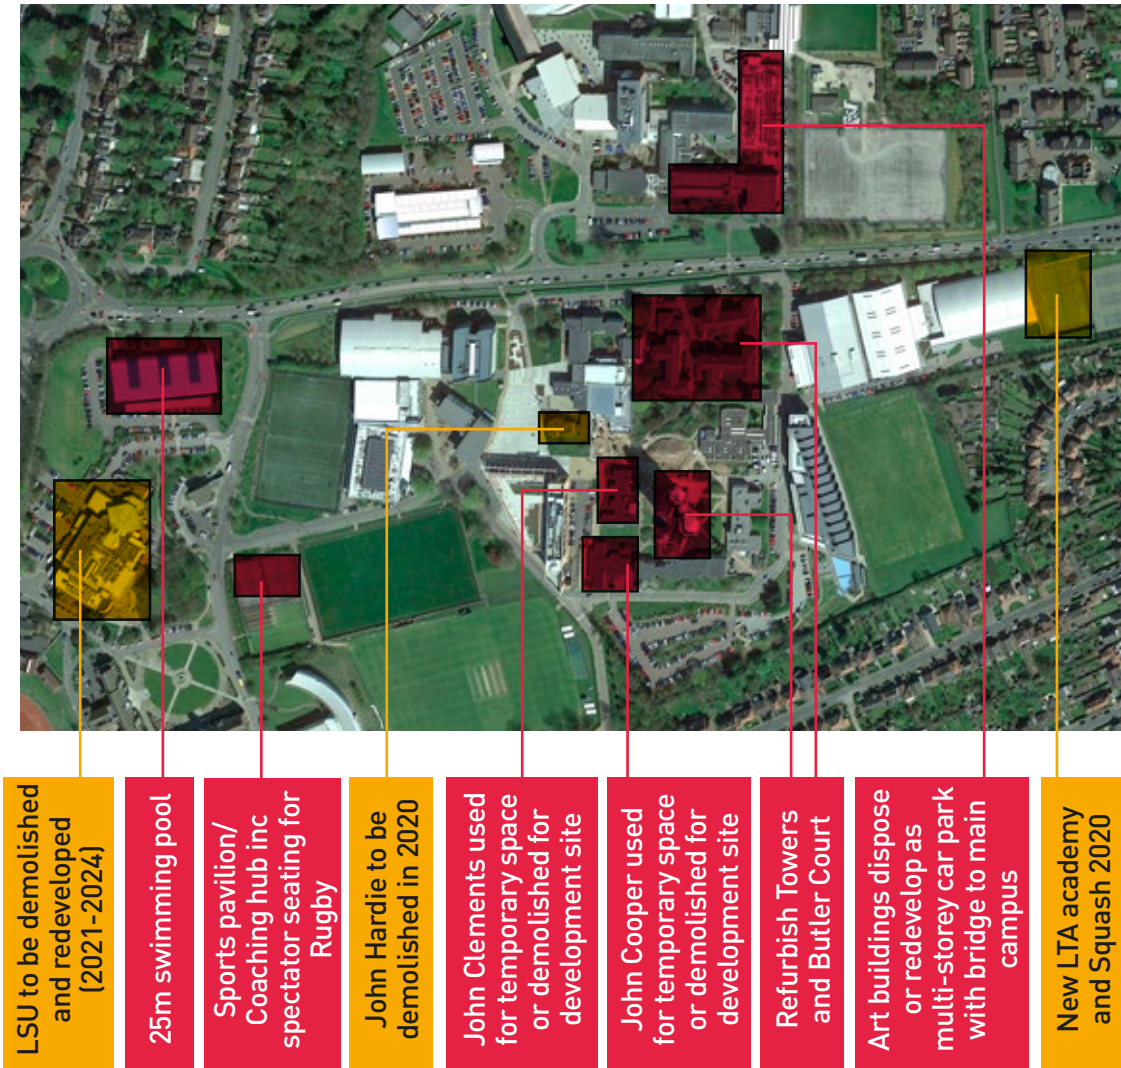 LSU to be demolished
and redeveloped
(2021-2024)
25m swimming pool
Sports pavilion/
Coaching hub inc
spectator seating for
Rugby
John Hardie to be
demolished in 2020
John Clements used
for temporary space
or demolished for
development site
John Cooper used
for temporary space
or demolished for
development site
Refurbish Towers
and Butler Court
Art buildings dispose
or redevelop as
multi-storey car park
with bridge to main
campus
New LTA academy
and Squash 2020